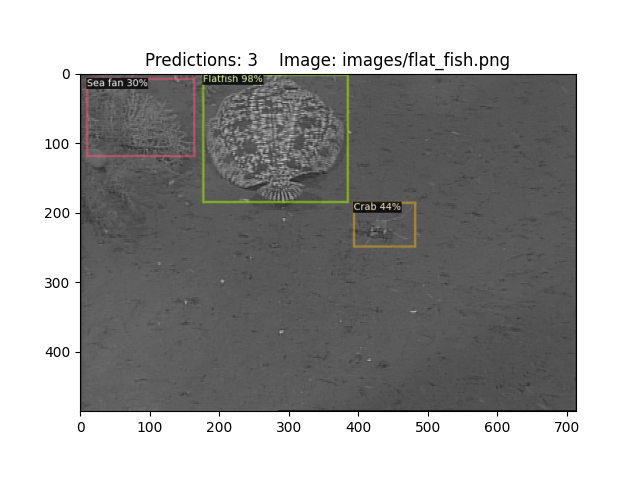 Predictions: 3    Image: images/flat_fish.png
Sea fan 30%
Flatfish 98%
Crab 44%
0
100
200
300
400
0 100 200 300 400 500 600 700